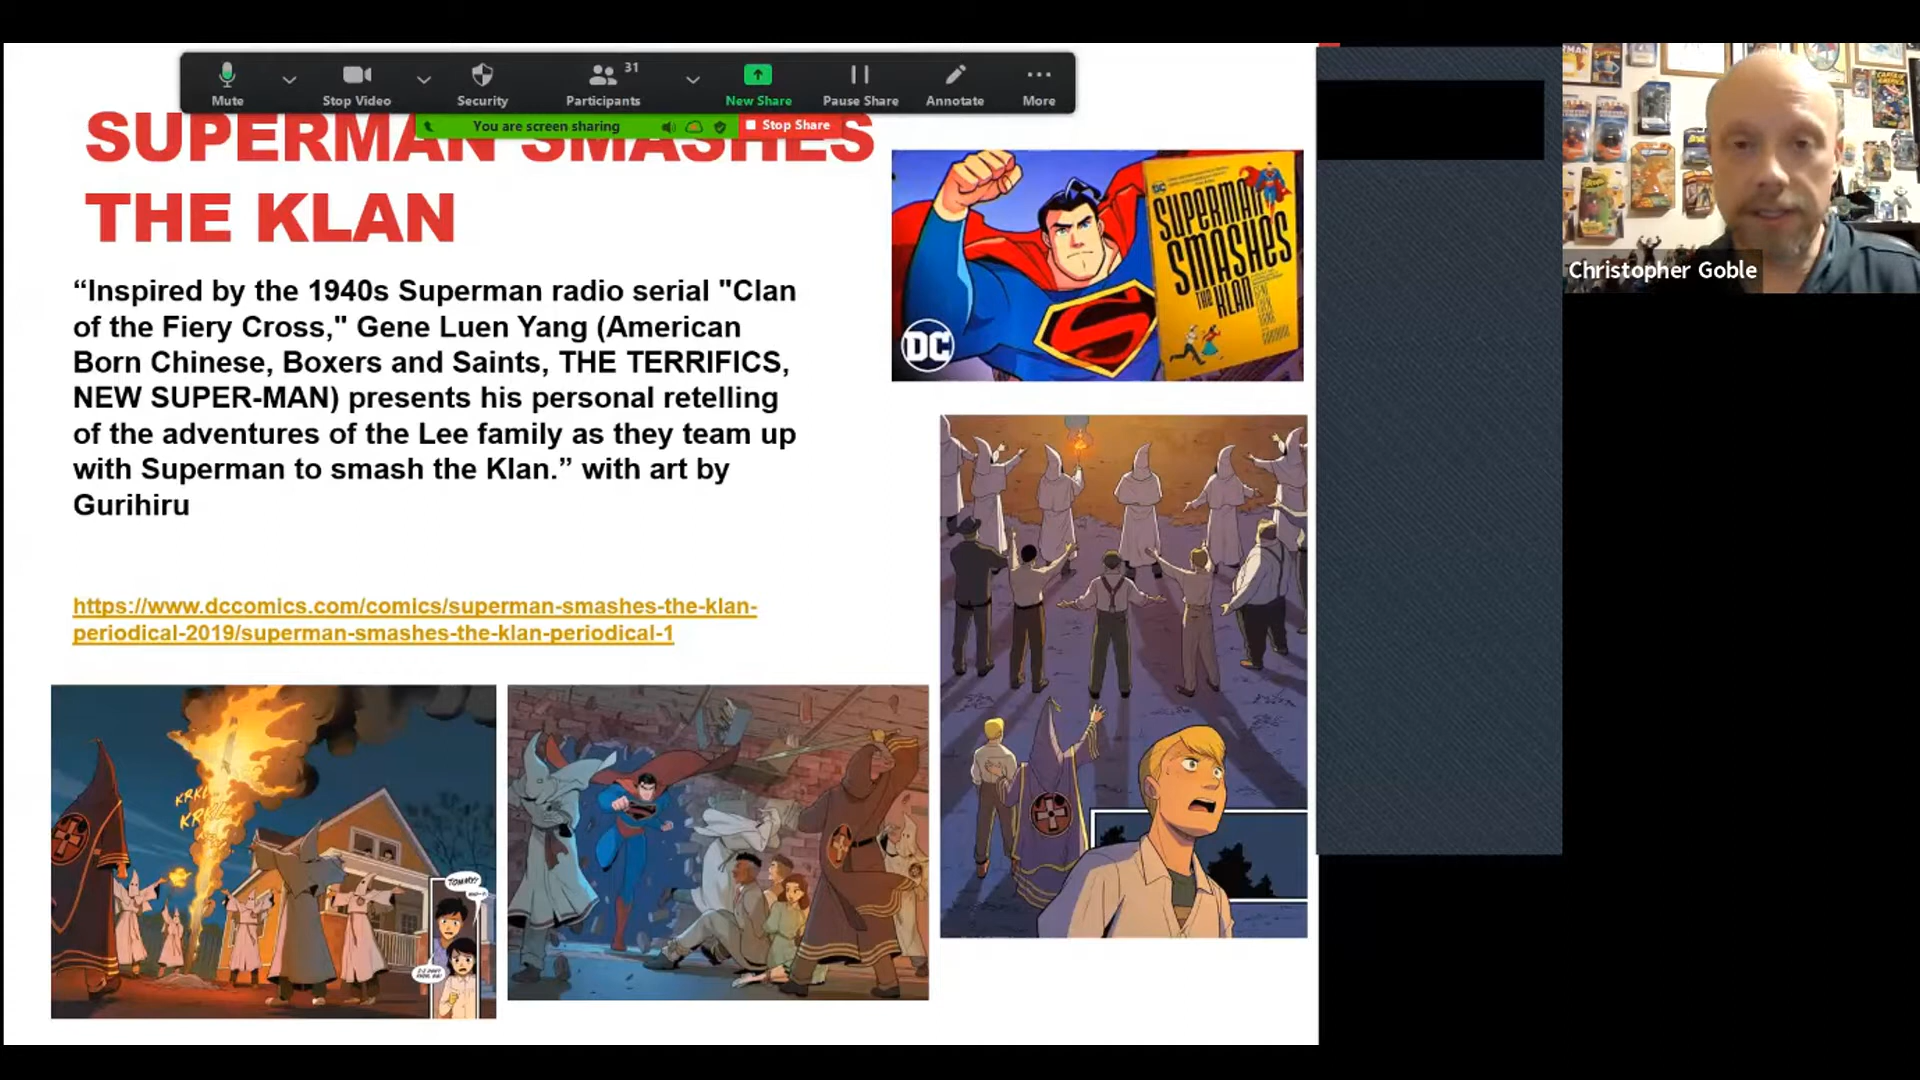 31
Mute
Stop Video
Security
Participants
New Share
Pause Share
Annotate
More
You are screen sharing
Stop Share
SUPERMAN SMASHES
THE KLAN
“Inspired by the 1940s Superman radio serial "Clan
of the Fiery Cross," Gene Luen Yang (American
Born Chinese, Boxers and Saints, THE TERRIFICS,
NEW SUPER-MAN) presents his personal retelling
of the adventures of the Lee family as they team up
with Superman to smash the Klan.” with art by
Gurihiru
https://www.dccomics.com/comics/superman-smashes-the-klan-
periodical-2019/superman-smashes-the-klan-periodical-1
DC
SUPERMAN
SMASHES
THE KLAN
DC
Christopher Goble
TOMMY!